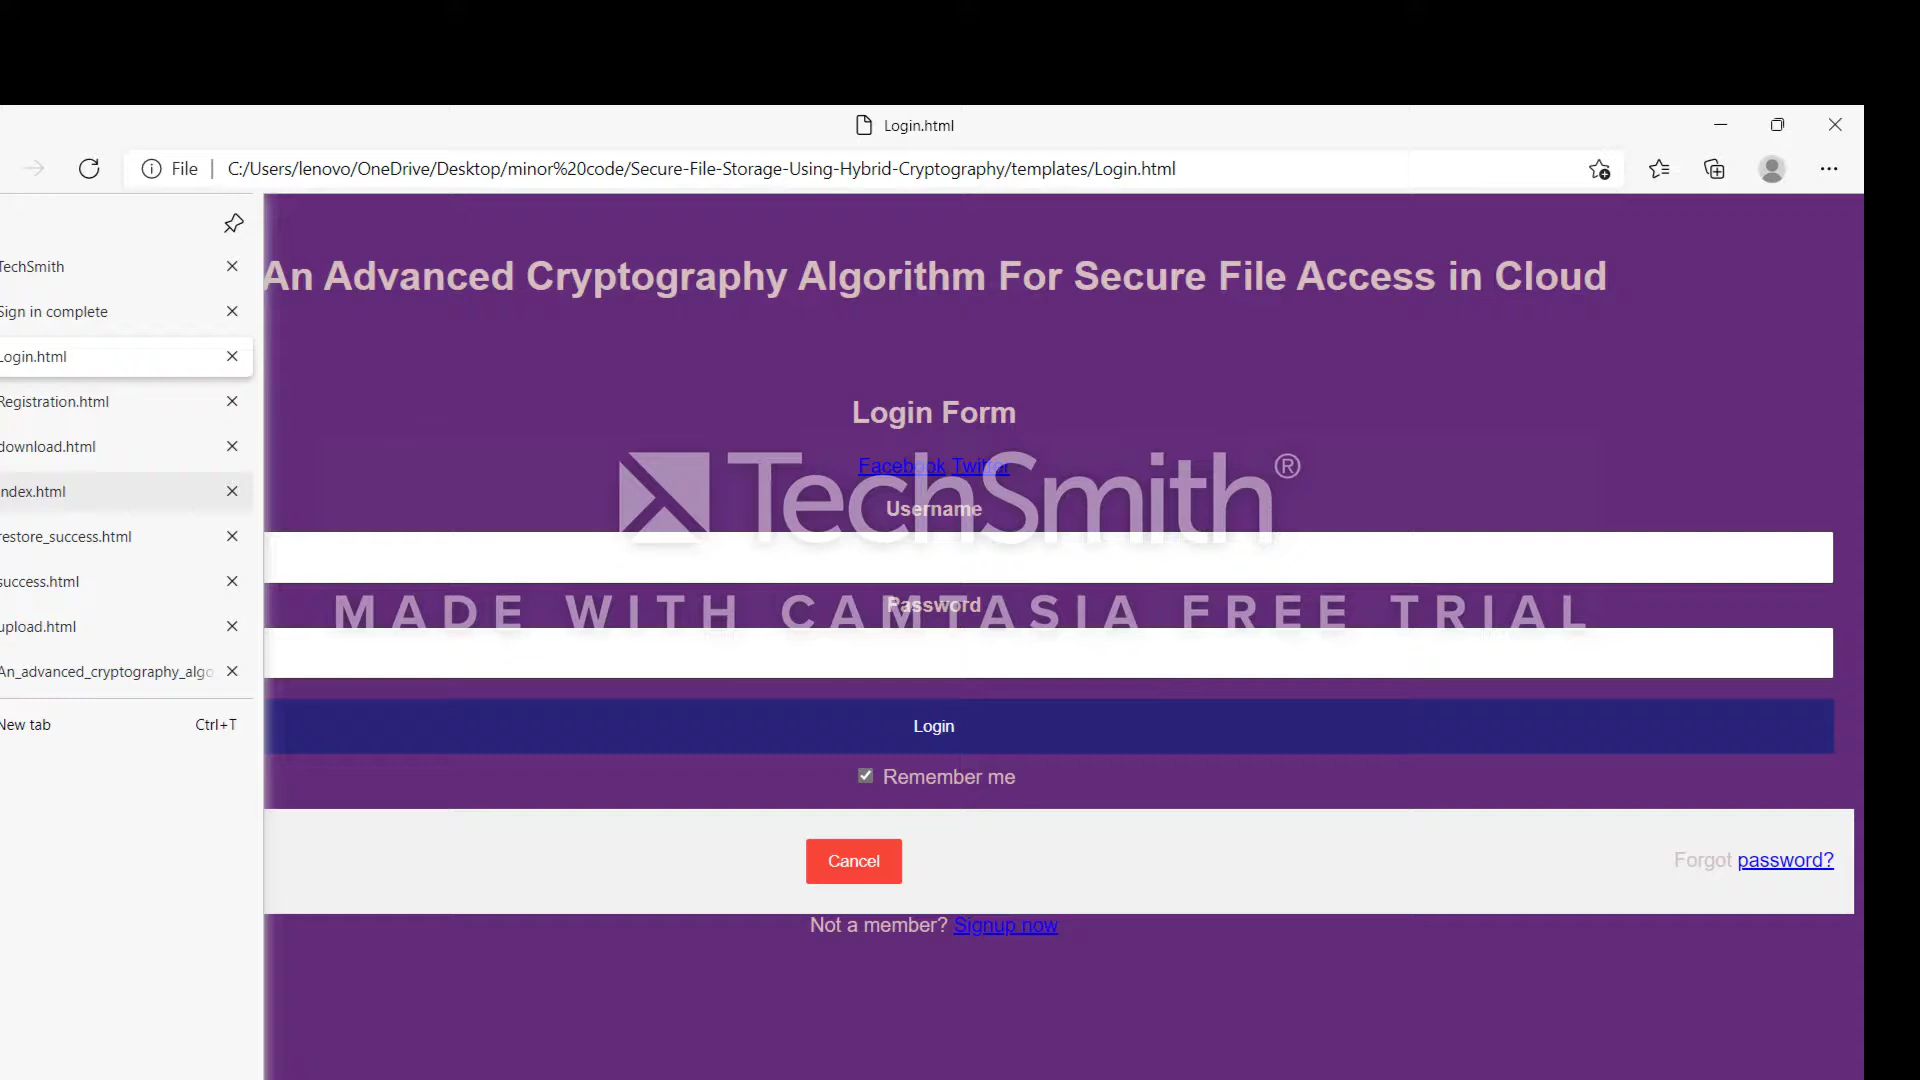 Login.html
File | C:/Users/lenovo/OneDrive/Desktop/minor%20code/Secure-File-Storage-Using-Hybrid-Cryptography/templates/Login.html
TechSmith
Sign in complete
Login.html
Registration.html
download.html
index.html
restore_success.html
success.html
upload.html
An_advanced_cryptography_algo
New tab Ctrl+T
An Advanced Cryptography Algorithm For Secure File Access in Cloud
Login Form
Facebook Twitter
TechSmith®
Username
Password
MADE WITH CAMTASIA FREE TRIAL
Login
Remember me
Cancel
Forgot password?
Not a member? Signup now